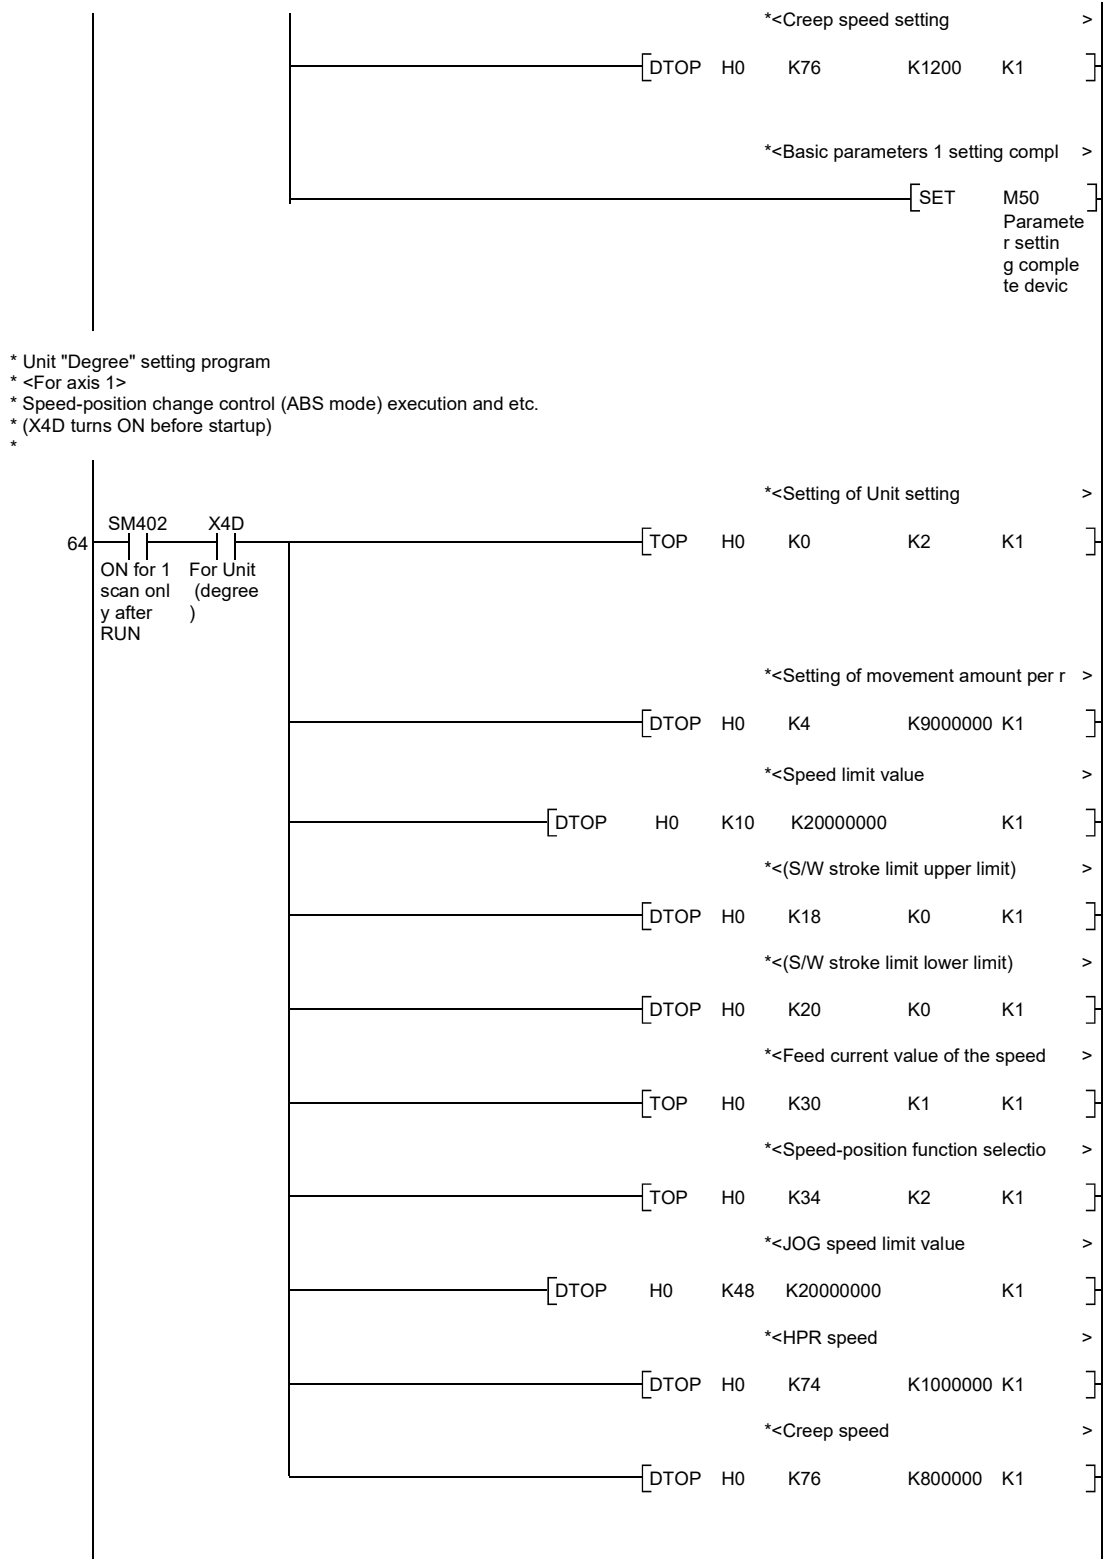 *<Creep speed setting >
DTOP H0 K76 K1200 K1
*<Basic parameters 1 setting compl >
SET M50
Paramete
r settin
g comple
te devic
* Unit "Degree" setting program
* <For axis 1>
* Speed-position change control (ABS mode) execution and etc.
* (X4D turns ON before startup)
*
*<Setting of Unit setting >
SM402 X4D
64 TOP H0 K0 K2 K1
ON for 1 For Unit
scan onl (degree
y after )
RUN
*<Setting of movement amount per r >
DTOP H0 K4 K9000000 K1
*<Speed limit value >
DTOP H0 K10 K20000000 K1
*<(S/W stroke limit upper limit) >
DTOP H0 K18 K0 K1
*<(S/W stroke limit lower limit) >
DTOP H0 K20 K0 K1
*<Feed current value of the speed >
TOP H0 K30 K1 K1
*<Speed-position function selectio >
TOP H0 K34 K2 K1
*<JOG speed limit value >
DTOP H0 K48 K20000000 K1
*<HPR speed >
DTOP H0 K74 K1000000 K1
*<Creep speed >
DTOP H0 K76 K800000 K1